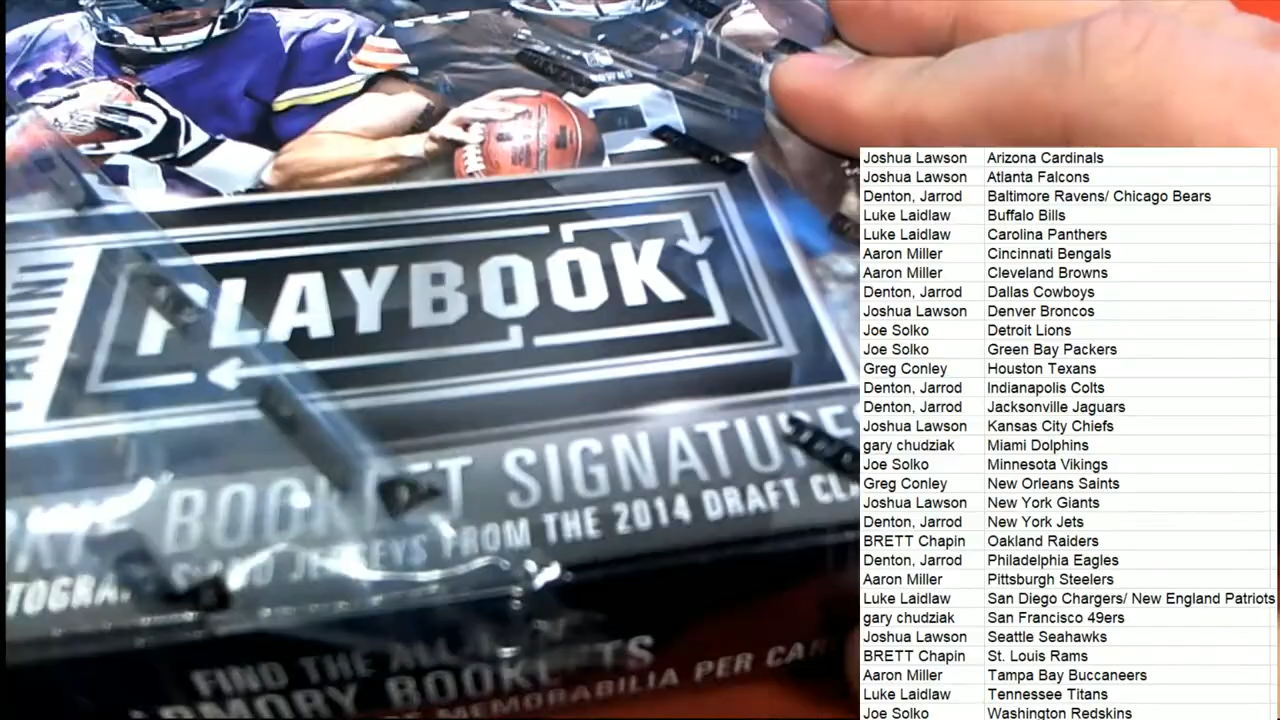 PANINI
PLAYBOOK
BOOKLET SIGNATURES
JERSEYS FROM THE 2014 DRAFT
FIND THE
BOOKLETS
MEMORABILIA PER
Joshua Lawson Arizona Cardinals
Joshua Lawson Atlanta Falcons
Denton, Jarrod Baltimore Ravens/ Chicago Bears
Luke Laidlaw Buffalo Bills
Luke Laidlaw Carolina Panthers
Aaron Miller Cincinnati Bengals
Aaron Miller Cleveland Browns
Denton, Jarrod Dallas Cowboys
Joshua Lawson Denver Broncos
Joe Solko Detroit Lions
Joe Solko Green Bay Packers
Greg Conley Houston Texans
Denton, Jarrod Indianapolis Colts
Denton, Jarrod Jacksonville Jaguars
Joshua Lawson Kansas City Chiefs
gary chudziak Miami Dolphins
Joe Solko Minnesota Vikings
Greg Conley New Orleans Saints
Joshua Lawson New York Giants
Denton, Jarrod New York Jets
BRETT Chapin Oakland Raiders
Denton, Jarrod Philadelphia Eagles
Aaron Miller Pittsburgh Steelers
Luke Laidlaw San Diego Chargers/ New England Patriots
gary chudziak San Francisco 49ers
Joshua Lawson Seattle Seahawks
BRETT Chapin St. Louis Rams
Aaron Miller Tampa Bay Buccaneers
Luke Laidlaw Tennessee Titans
Joe Solko Washington Redskins